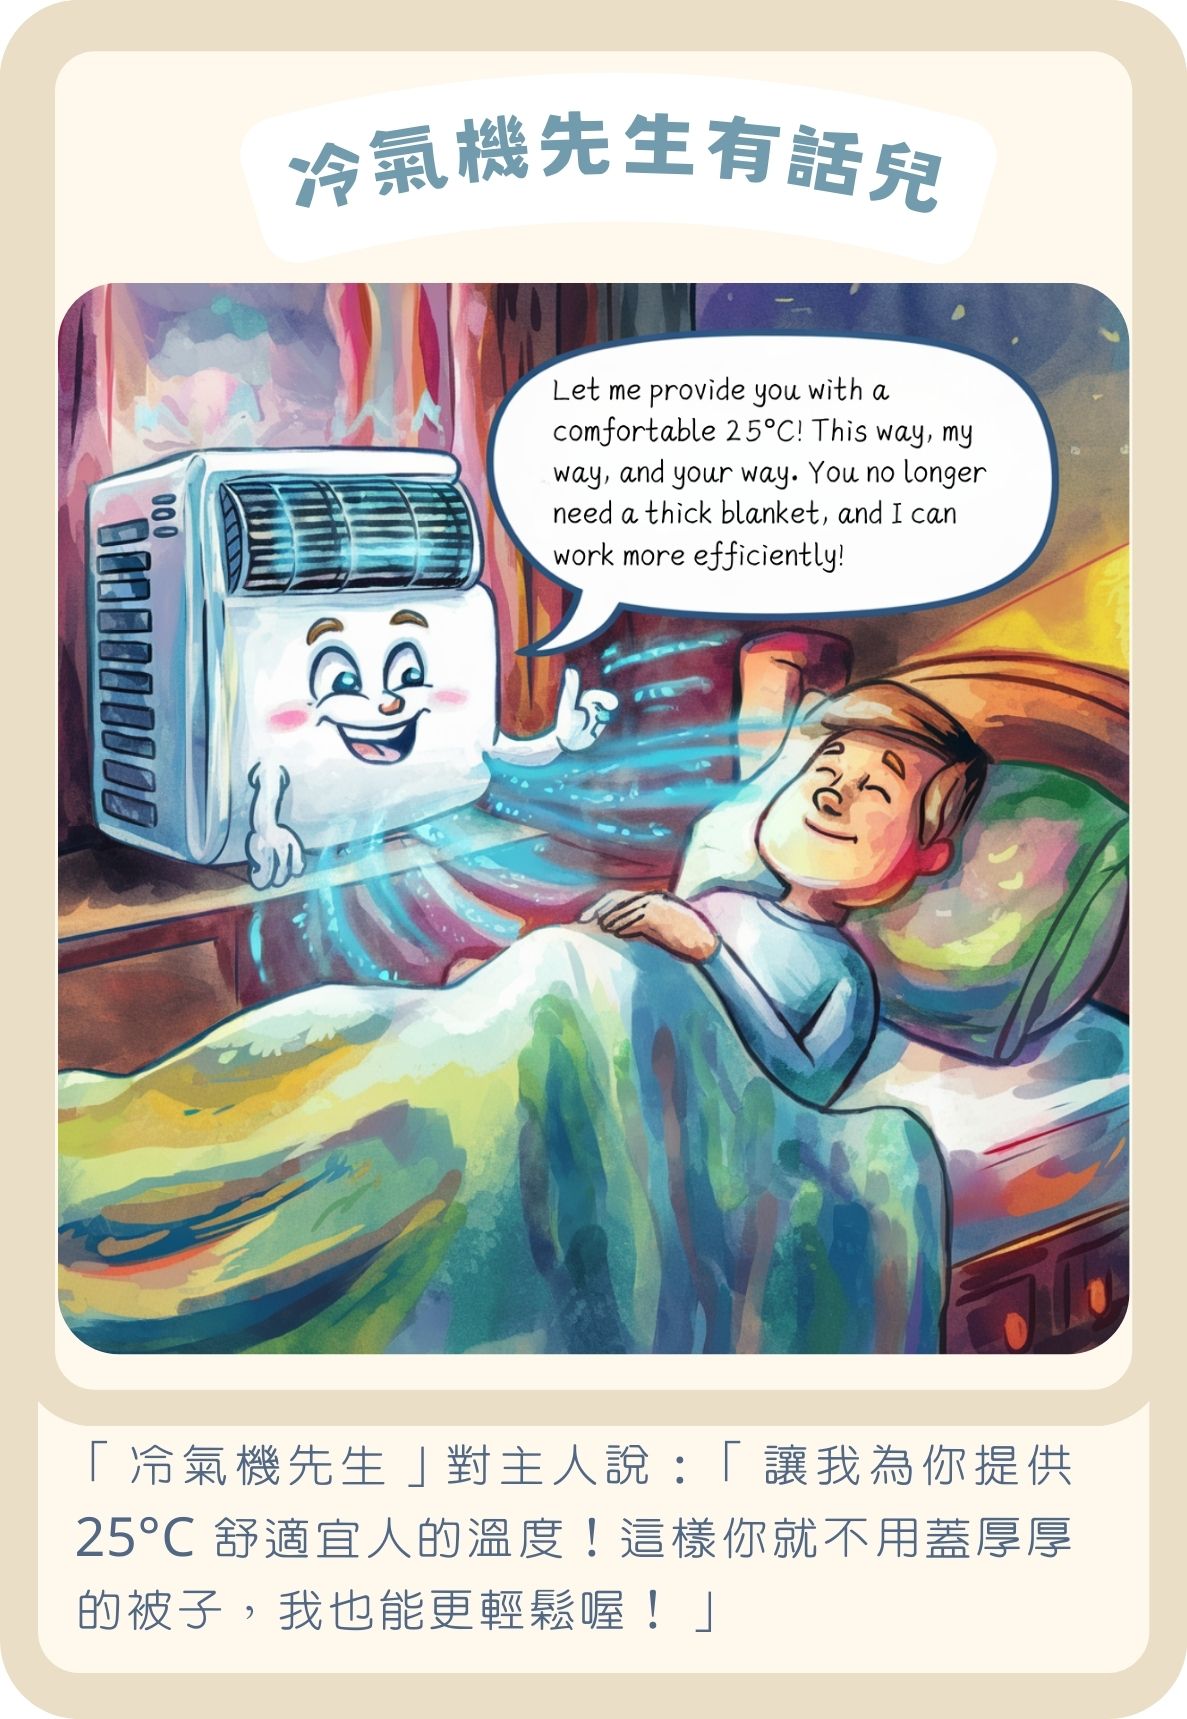 冷氣機先生有話兒
Let me provide you with a
comfortable 25°C! This way, my
way, and your way. You no longer
need a thick blanket, and I can
work more efficiently!
「 冷氣機先生 」對主人說：「 讓我為你提供
25°C 舒適宜人的溫度！這樣你就不用蓋厚厚
的被子，我也能更輕鬆喔！ 」